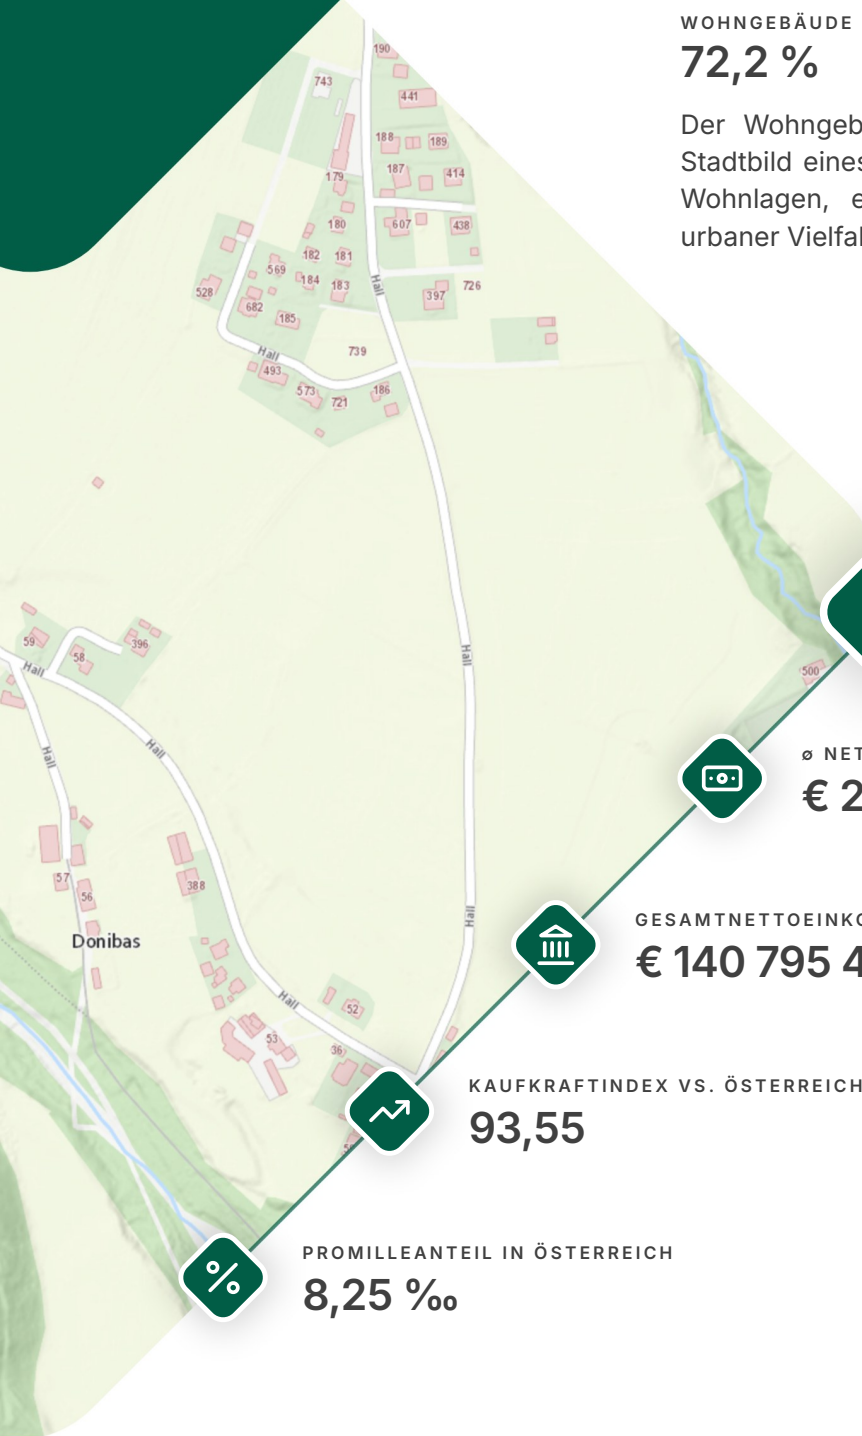 WOHNGEBÄUDE
72,2 %
Der Wohngeb
Stadtbild eines
Wohnlagen, e
urbaner Vielfal
190
743
441
188
189
187
414
179
180
607
438
182
181
569
184
183
726
528
Hall
397
682
185
739
Hall
493
573
186
721
59
396
58
Hall
Hall
500
Hall
Hall
ø NET
€ 2
57
388
56
Hall
GESAMTNETTOEINKO
Donibas
€ 140 795 4
Hall
52
53
36
KAUFKRAFTINDEX VS. ÖSTERREICH
93,55
PROMILLEANTEIL IN ÖSTERREICH
8,25 ‰